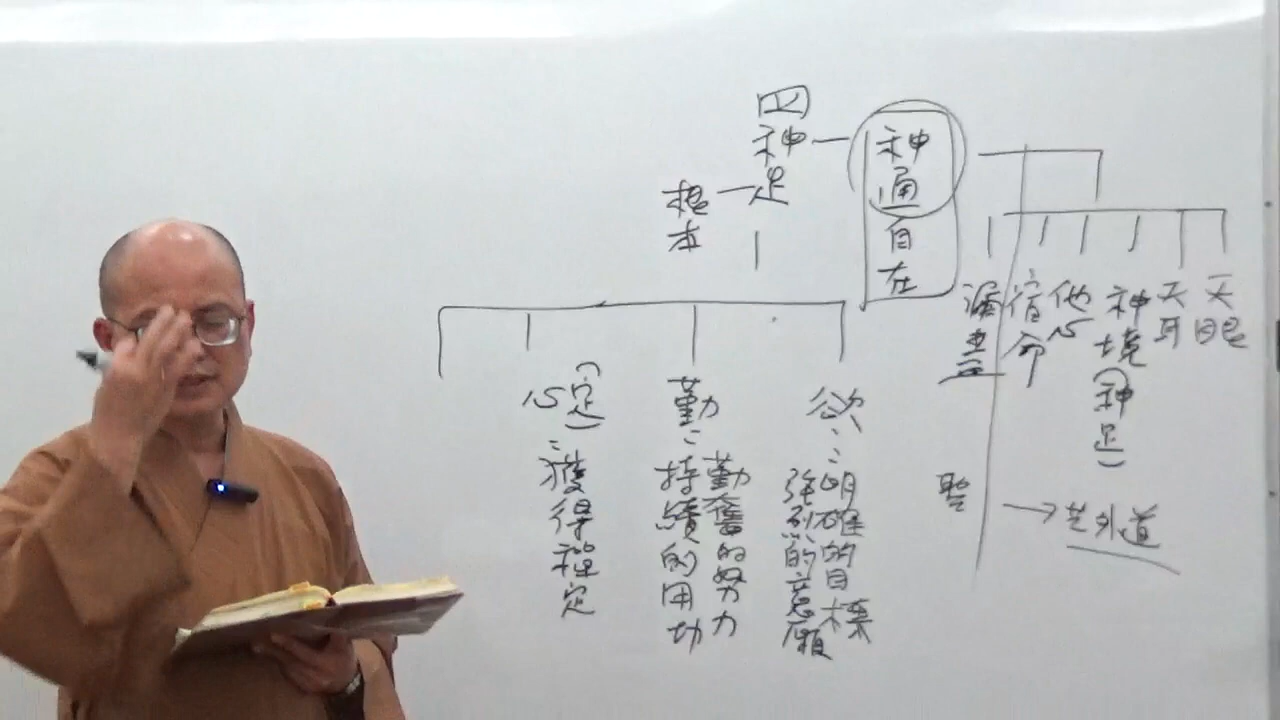 四神足
神通自在
根本
天眼
天耳
神境(神足)
他心
宿命
漏盡
聖
外道
欲:明確的目標
強烈的意願
勤:勤奮的努力
持續的用功
心(定):獲得禪定